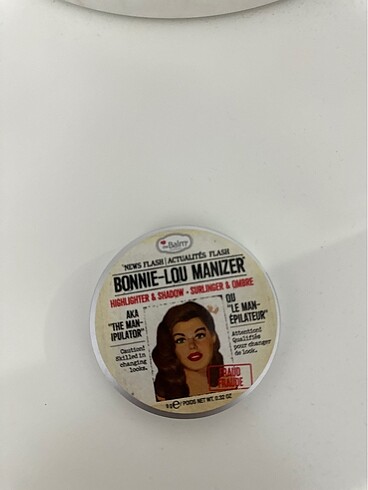 theBalm
NEWS FLASH | ACTUALITÉS FLASH
BONNIE-LOU MANIZER
HIGHLIGHTER & SHADOW • SURLINGER & OMBRE
AKA
"THE MAN-
IPULATOR"
Caution!
Skilled in
changing
looks.
OU
"LE MAN-
ÉPILATEUR"
Attention!
Qualifiée
pour changer
de look.
FRAUD
FRAUDE
9 g ℮ POIDS NET WT. 0.32 OZ